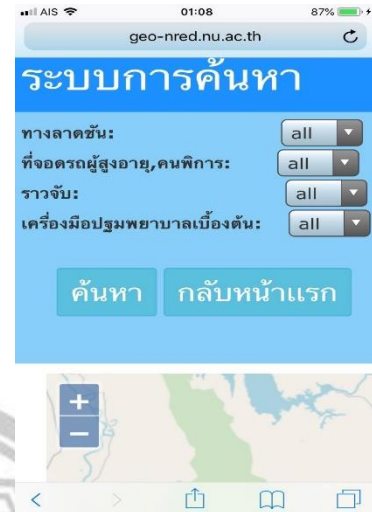 AIS 01:08 87%
geo-nred.nu.ac.th
ระบบการค้นหา
ทางลาดชัน: all
ที่จอดรถผู้สูงอายุ,คนพิการ: all
ราวจับ: all
เครื่องมือปฐมพยาบาลเบื้องต้น: all
ค้นหา กลับหน้าแรก
+
−